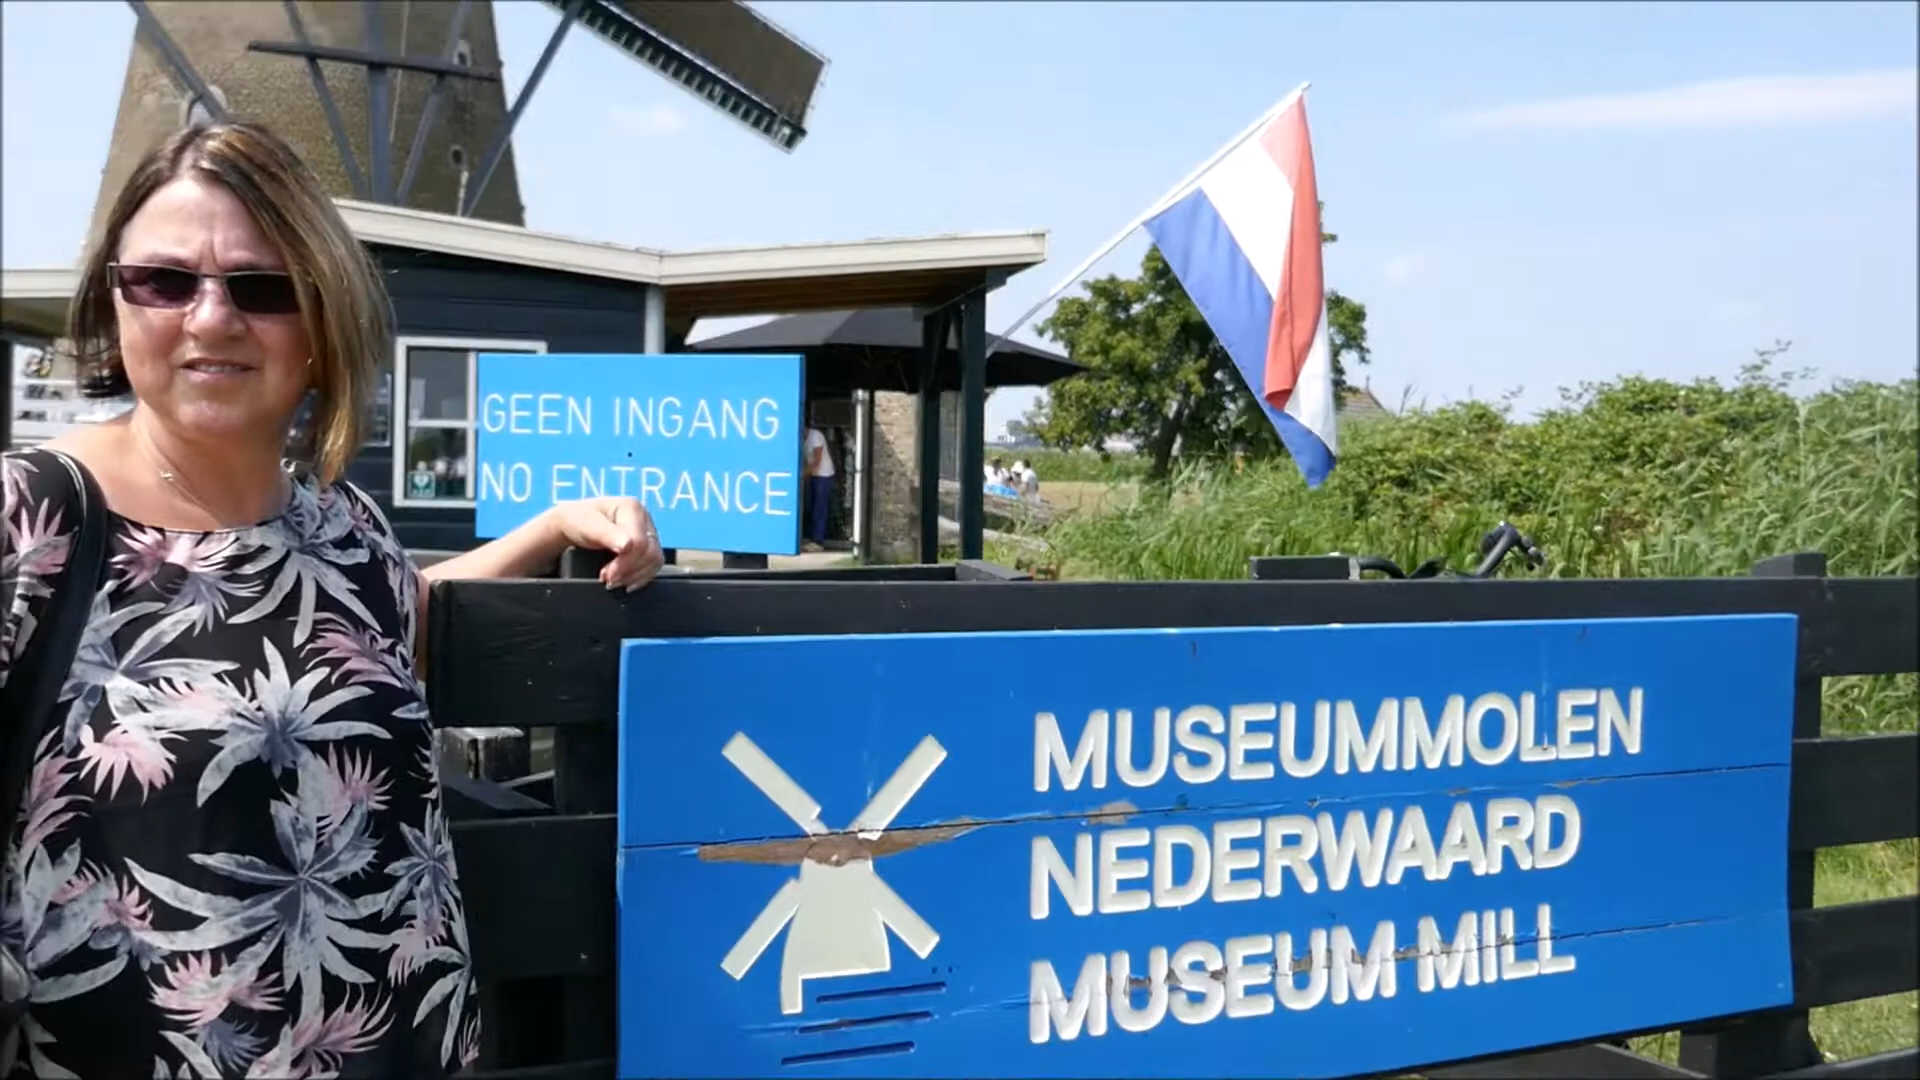 GEEN INGANG
NO ENTRANCE
MUSEUMMOLEN
NEDERWAARD
MUSEUM MILL